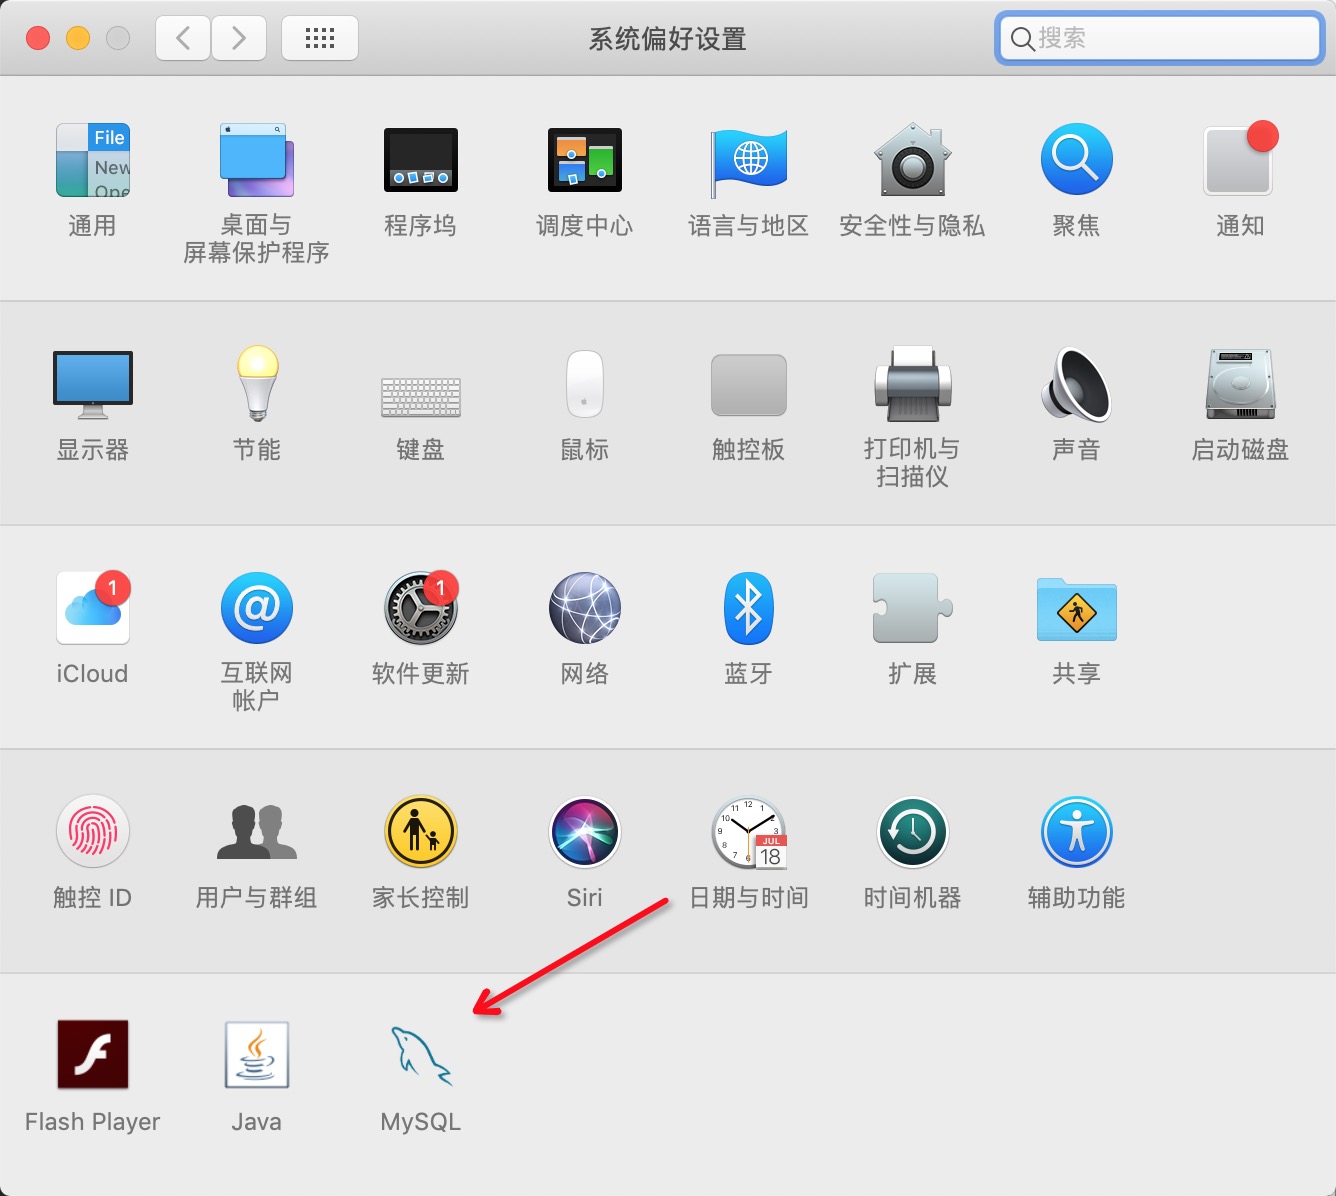 系统偏好设置
搜索
File
New
Ope
通用
桌面与
屏幕保护程序
程序坞
调度中心
语言与地区
安全性与隐私
聚焦
通知
显示器
节能
键盘
鼠标
触控板
打印机与
扫描仪
声音
启动磁盘
1
iCloud
@
互联网
帐户
1
软件更新
网络
蓝牙
扩展
共享
触控 ID
用户与群组
家长控制
Siri
JUL
18
日期与时间
时间机器
辅助功能
Flash Player
Java
MySQL